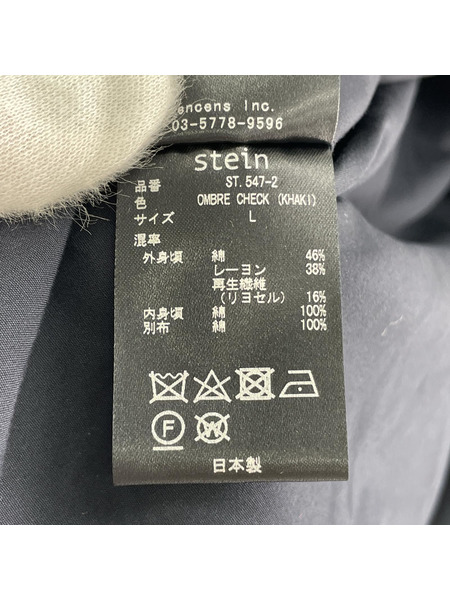 encens Inc.
03-5778-9596
stein
品番 ST.547-2
色 OMBRE CHECK (KHAKI)
サイズ L
混率
外身頃 綿 46%
レーヨン 38%
再生繊維
(リヨセル) 16%
内身頃 綿 100%
別布 綿 100%
F W
日本製